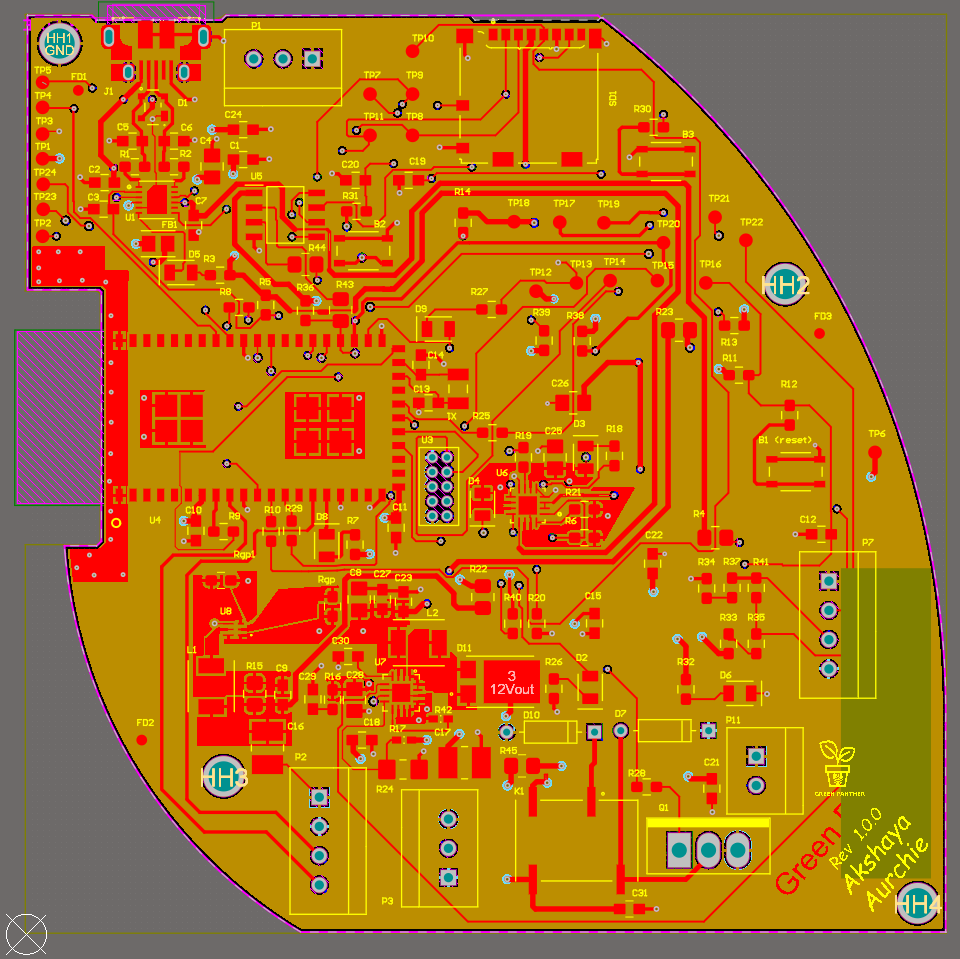 P1
TP10
HH1
GND
TP5
FD1
TP7
TP9
SD1
TP4
J1
D1
TP11
TP8
R30
B3
TP3
C5
C6
C24
TP1
R1
R2
C4
C1
TP24
C2
C20
C19
U5
TP23
C3
U1
C7
R31
R14
TP18
TP17
TP19
TP21
TP2
FB1
B2
TP20
TP22
D5
R3
R44
TP12
TP13
TP14
TP15
TP16
HH2
R8
R5
R36
R43
D9
R27
R39
R38
R23
R13
FD3
C14
R11
C13
C26
R12
TX
R25
D3
B1 (reset)
TP6
U3
R19
C25
R18
U6
D4
R21
U4
C10
R9
R10
R29
D8
R7
C11
R6
R4
C12
P7
Rgp1
C22
Rgp
C8
C27
C23
R22
R34
R37
R41
U8
L2
R40
R20
C15
R33
R35
L1
C30
U7
D11
3
12Vout
R26
D2
R32
D6
R15
C9
C29
R16
C28
FD2
C16
C18
R17
R42
C17
D10
D7
P11
P2
HH3
R24
R45
K1
R28
C21
GREEN PANTHER
Q1
P3
Green
Rev 1.0.0
Akshaya
Aurchie
C31
HH4